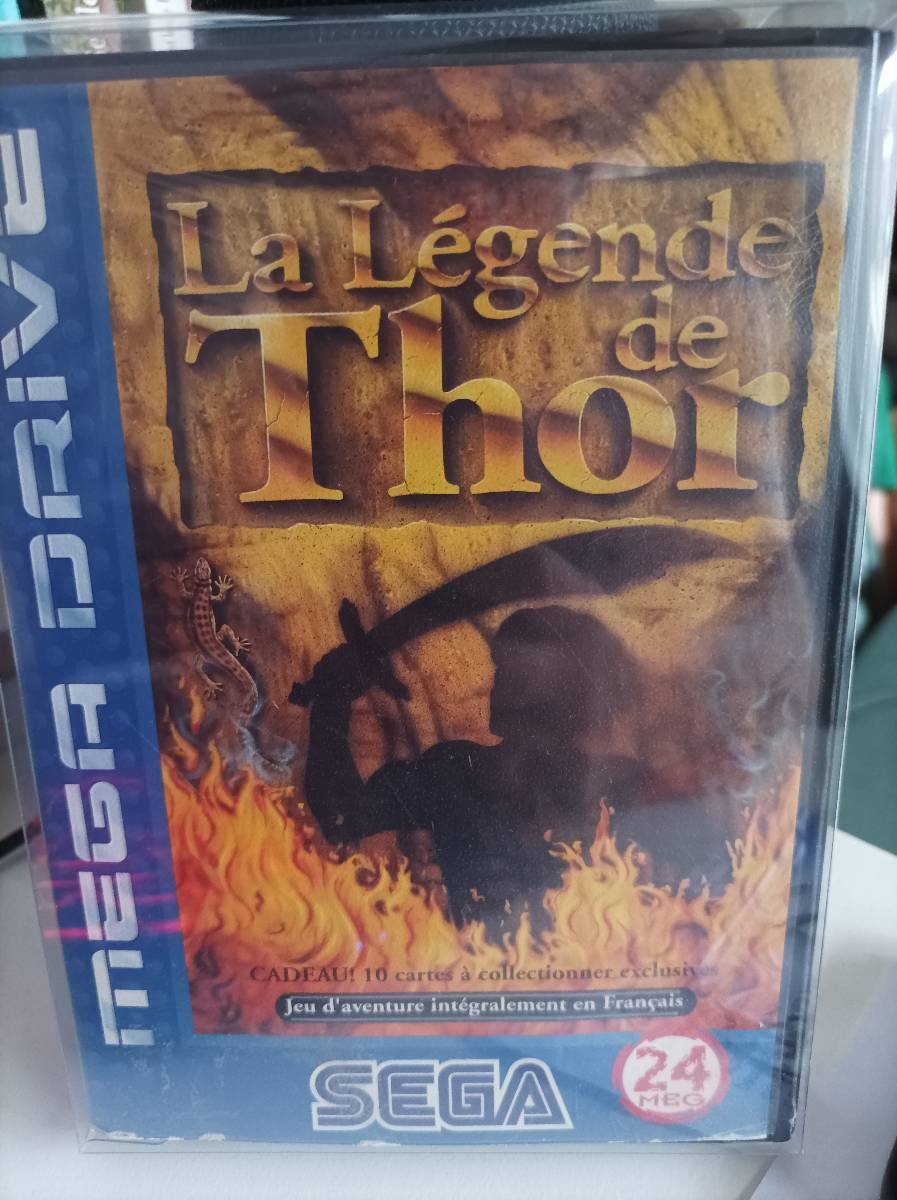 MEGA DRIVE
La Légende
de
Thor
CADEAU! 10 cartes à collectionner exclusives
Jeu d'aventure intégralement en Français
SEGA
24
MEG